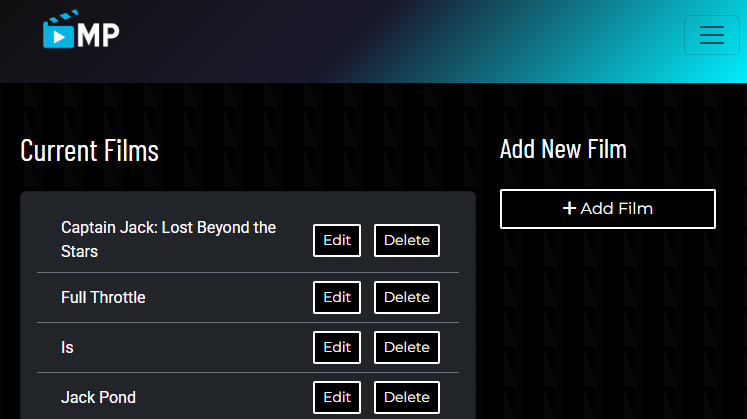 MP
Current Films
Add New Film
Add Film
Captain Jack: Lost Beyond the
Stars
Edit Delete
Full Throttle
Edit Delete
Is
Edit Delete
Jack Pond
Edit Delete